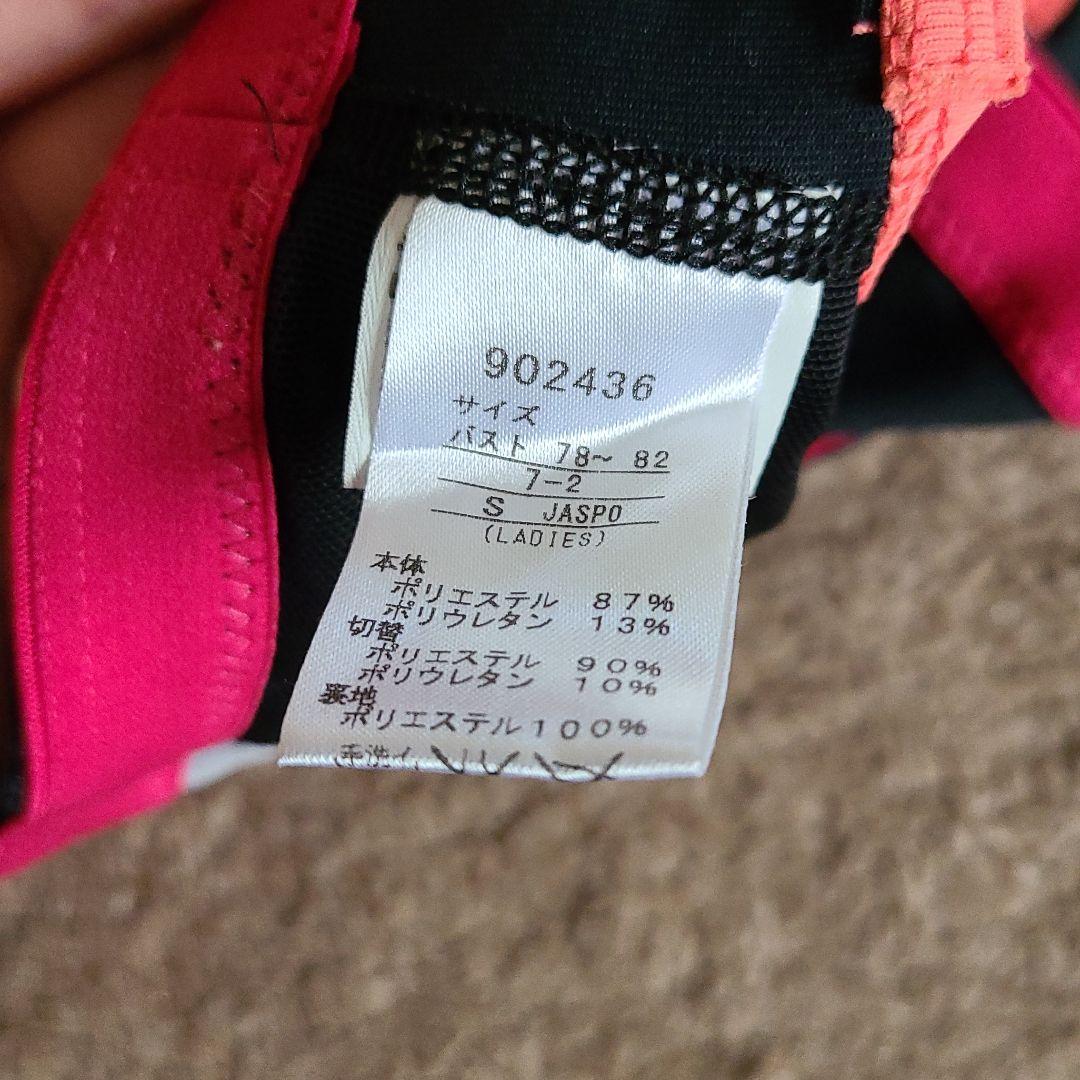 902436
サイズ
バスト 78～ 82
7-2
S JASPO
(LADIES)
本体
ポリエステル 87%
ポリウレタン 13%
切替
ポリエステル 90%
ポリウレタン 10%
裏地
ポリエステル100%